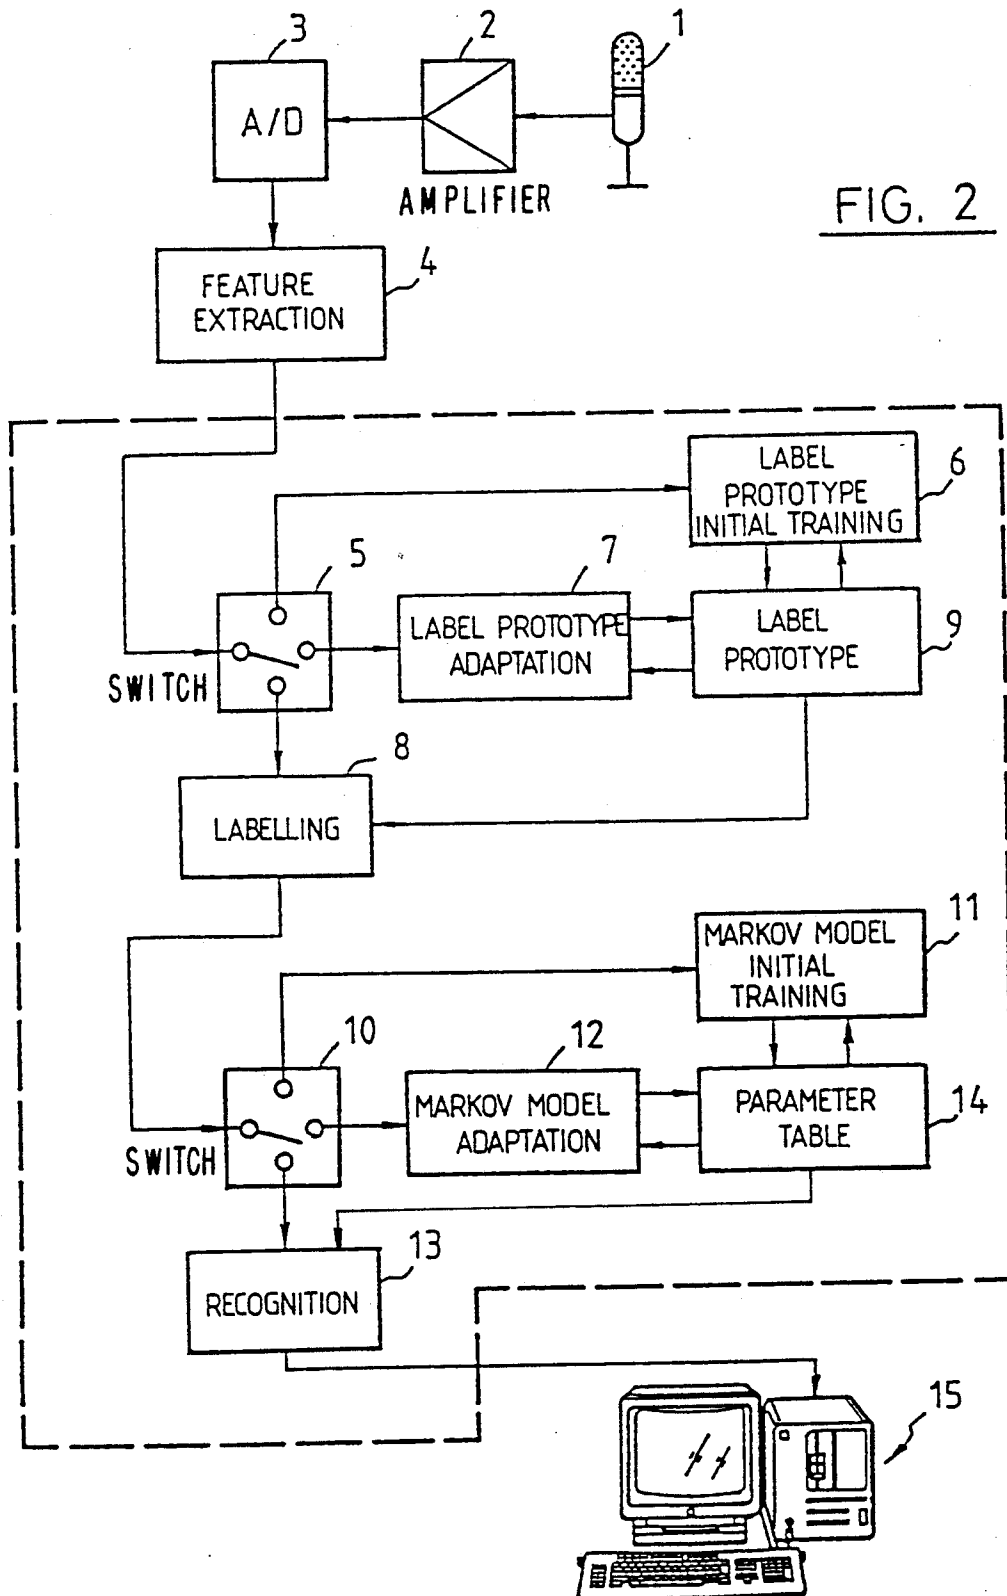 3
2
1
A/D
AMPLIFIER
FIG. 2
4
FEATURE
EXTRACTION
LABEL
PROTOTYPE
INITIAL TRAINING
6
5
7
LABEL PROTOTYPE
ADAPTATION
LABEL
PROTOTYPE
9
SWITCH
8
LABELLING
MARKOV MODEL
INITIAL
TRAINING
11
10
12
MARKOV MODEL
ADAPTATION
PARAMETER
TABLE
14
SWITCH
13
RECOGNITION
15